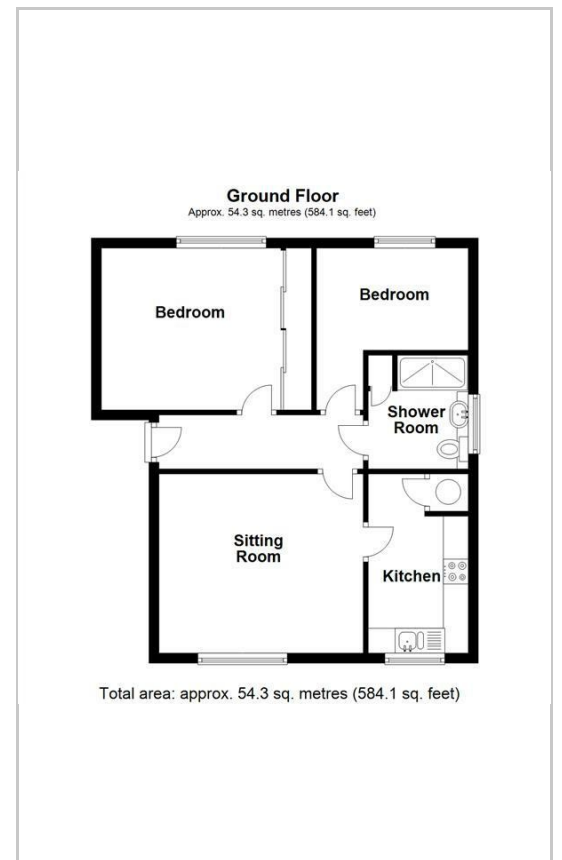 Ground Floor
Approx. 54.3 sq. metres (584.1 sq. feet)
Bedroom
Bedroom
Shower
Room
Sitting
Room
Kitchen
Total area: approx. 54.3 sq. metres (584.1 sq. feet)